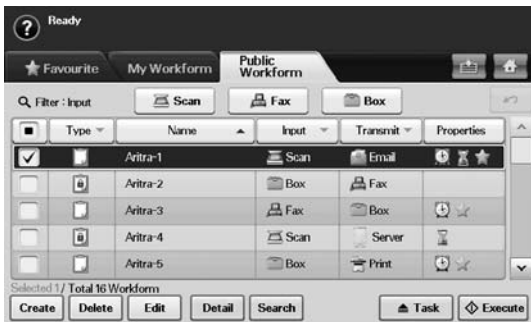 Ready
Favourite My Workform Public Workform
Filter : Input Scan Fax Box
Type Name Input Transmit Properties
Aritra-1 Scan Email
Aritra-2 Box Fax
Aritra-3 Fax Box
Aritra-4 Scan Server
Aritra-5 Box Print
Selected 1/ Total 16 Workform
Create Delete Edit Detail Search Task Execute